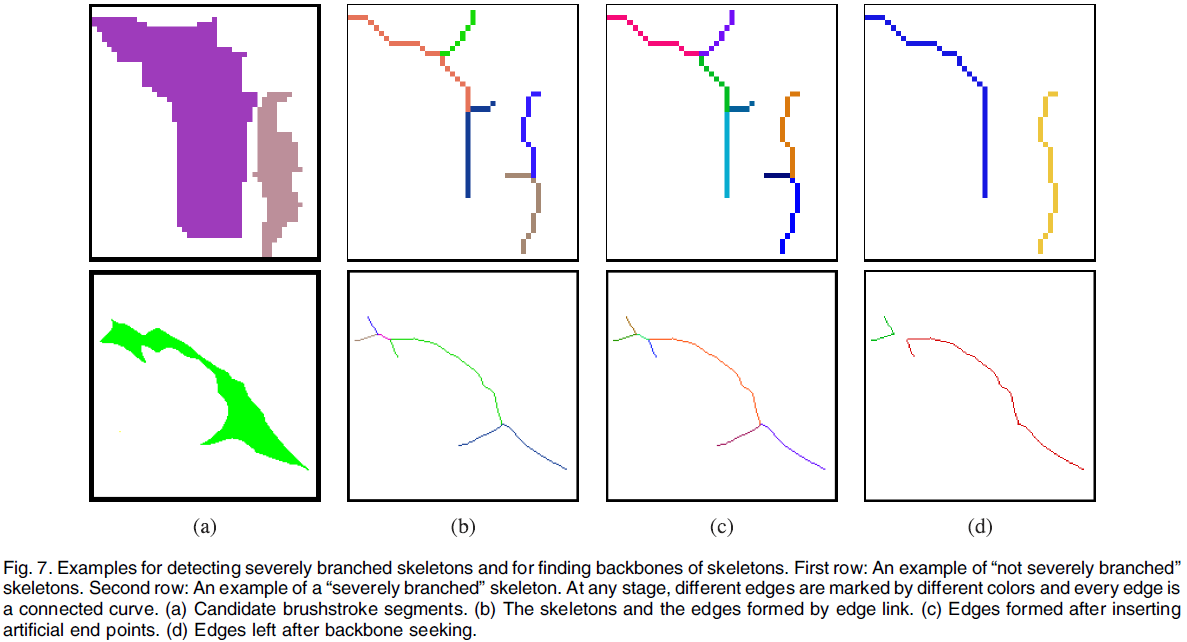 (a) (b) (c) (d)
Fig. 7. Examples for detecting severely branched skeletons and for finding backbones of skeletons. First row: An example of “not severely branched”
skeletons. Second row: An example of a “severely branched” skeleton. At any stage, different edges are marked by different colors and every edge is
a connected curve. (a) Candidate brushstroke segments. (b) The skeletons and the edges formed by edge link. (c) Edges formed after inserting
artificial end points. (d) Edges left after backbone seeking.